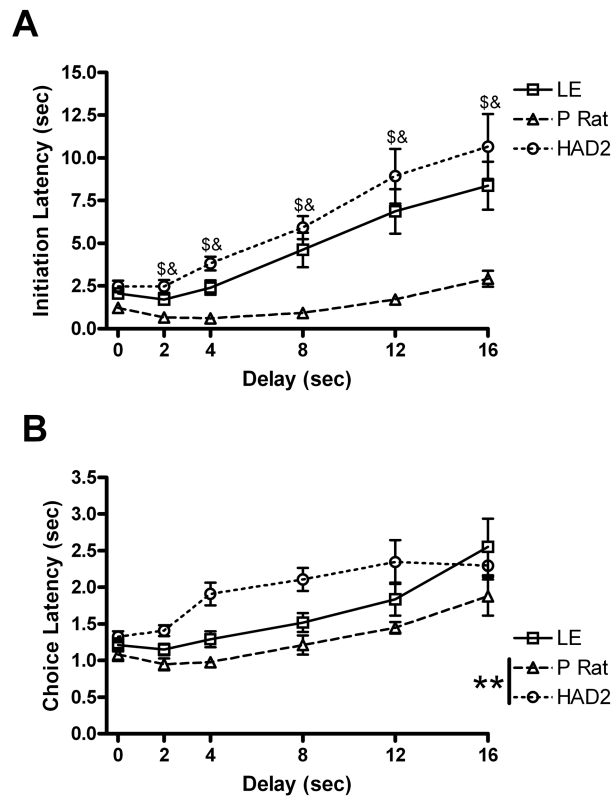 A
15.0
12.5
10.0
7.5
5.0
2.5
0.0
Initiation Latency (sec)
$&
$&
$&
$&
$&
LE
P Rat
HAD2
0 2 4 8 12 16
Delay (sec)
B
3.5
3.0
2.5
2.0
1.5
1.0
0.5
0.0
Choice Latency (sec)
LE
P Rat
HAD2
**
0 2 4 8 12 16
Delay (sec)